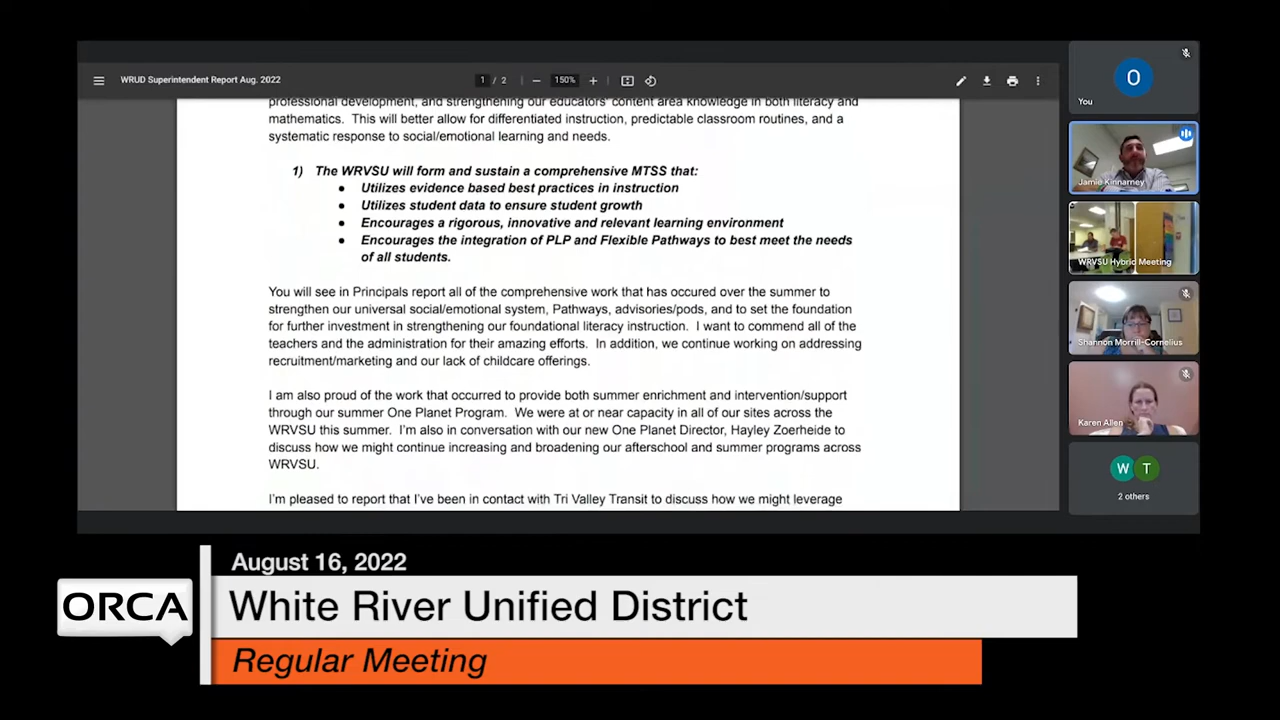 WRUD Superintendent Report Aug. 2022
1 / 2
150%
professional development, and strengthening our educators' content area knowledge in both literacy and
mathematics. This will better allow for differentiated instruction, predictable classroom routines, and a
systematic response to social/emotional learning and needs.
1) The WRVSU will form and sustain a comprehensive MTSS that:
● Utilizes evidence based best practices in instruction
● Utilizes student data to ensure student growth
● Encourages a rigorous, innovative and relevant learning environment
● Encourages the integration of PLP and Flexible Pathways to best meet the needs
of all students.
You will see in Principals report all of the comprehensive work that has occured over the summer to
strengthen our universal social/emotional system, Pathways, advisories/pods, and to set the foundation
for further investment in strengthening our foundational literacy instruction. I want to commend all of the
teachers and the administration for their amazing efforts. In addition, we continue working on addressing
recruitment/marketing and our lack of childcare offerings.
I am also proud of the work that occurred to provide both summer enrichment and intervention/support
through our summer One Planet Program. We were at or near capacity in all of our sites across the
WRVSU this summer. I'm also in conversation with our new One Planet Director, Hayley Zoerheide to
discuss how we might continue increasing and broadening our afterschool and summer programs across
WRVSU.
I'm pleased to report that I've been in contact with Tri Valley Transit to discuss how we might leverage
O
You
Jamie Kinnarney
WRVSU Hybric Meeting
Shannon Morrill-Cornelius
Karen Allen
W T
2 others
August 16, 2022
ORCA
White River Unified District
Regular Meeting